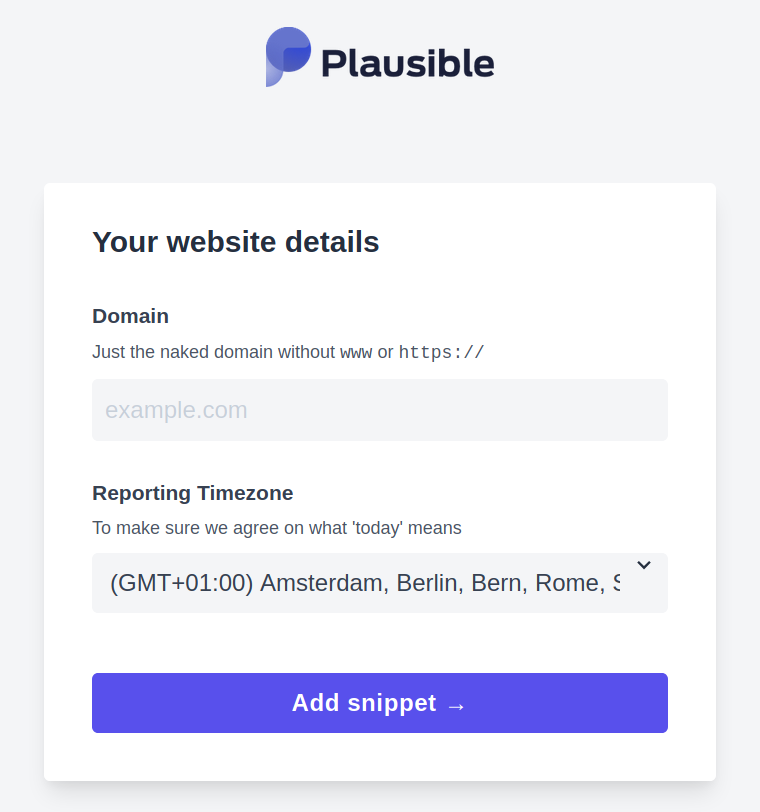 Plausible
Your website details
Domain
Just the naked domain without www or https://
example.com
Reporting Timezone
To make sure we agree on what 'today' means
(GMT+01:00) Amsterdam, Berlin, Bern, Rome,
Add snippet →